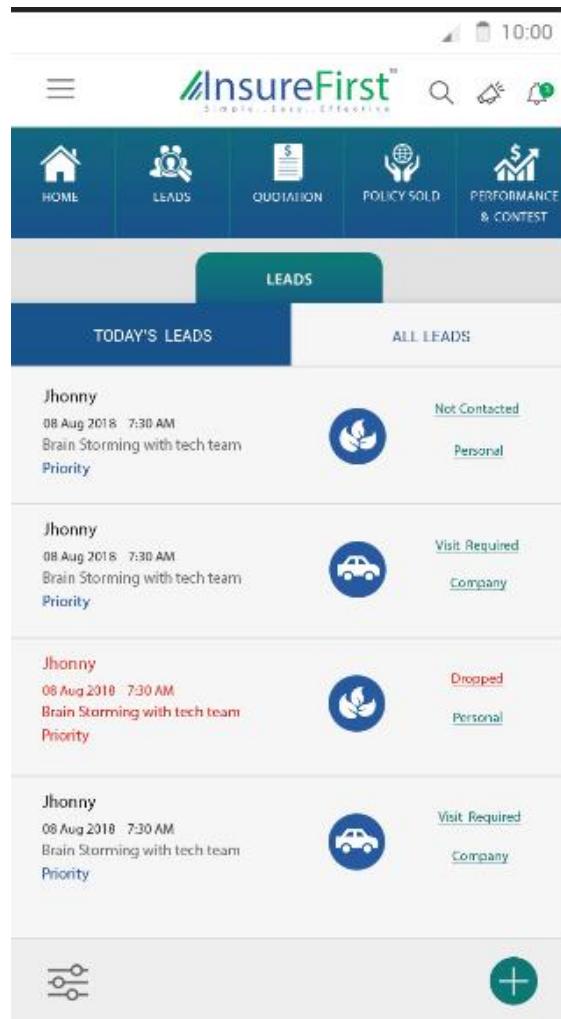 10:00
InsureFirst™
Simple.. Easy.. Effective
HOME
LEADS
QUOTATION
POLICY SOLD
PERFORMANCE
& CONTEST
LEADS
TODAY'S LEADS
ALL LEADS
Jhonny
08 Aug 2018 7:30 AM
Brain Storming with tech team
Priority
Not Contacted
Personal
Jhonny
08 Aug 2018 7:30 AM
Brain Storming with tech team
Priority
Visit Required
Company
Jhonny
08 Aug 2018 7:30 AM
Brain Storming with tech team
Priority
Dropped
Personal
Jhonny
08 Aug 2018 7:30 AM
Brain Storming with tech team
Priority
Visit Required
Company